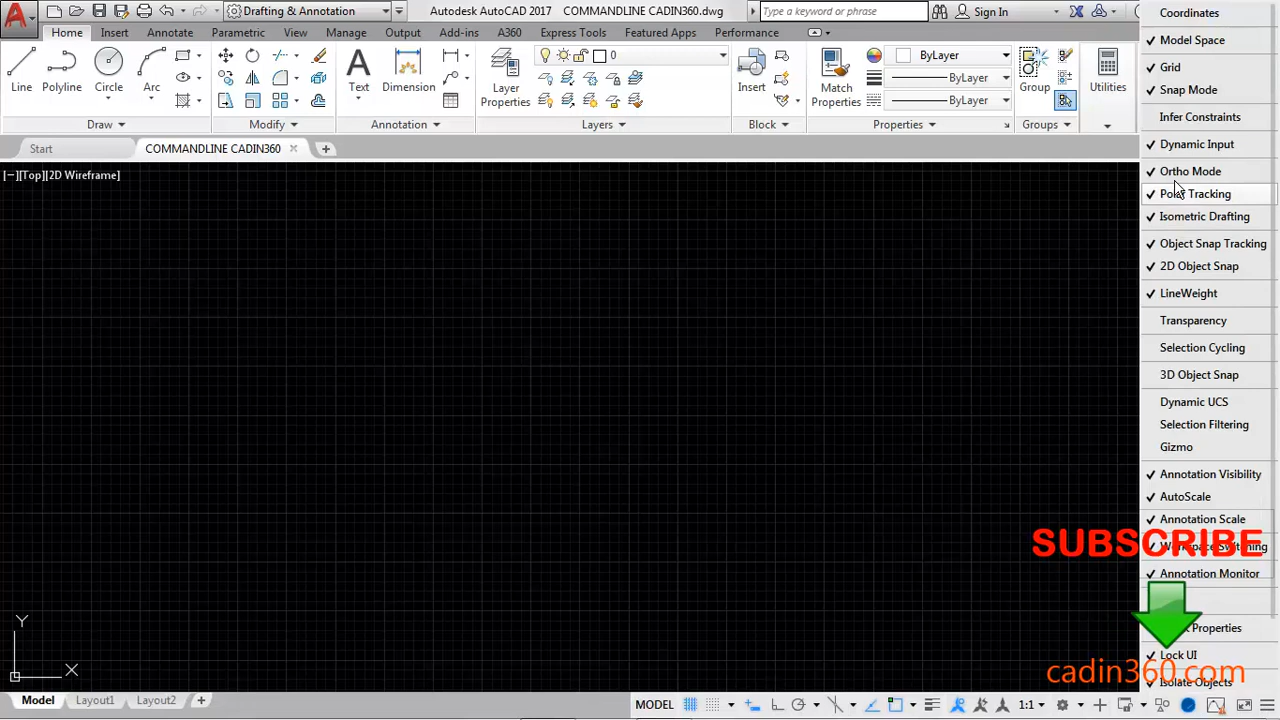 Drafting & Annotation
Autodesk AutoCAD 2017 COMMANDLINE CADIN360.dwg
Type a keyword or phrase
Sign In
Home Insert Annotate Parametric View Manage Output Add-ins A360 Express Tools Featured Apps Performance
Line Polyline Circle Arc
Text Dimension
Layer Properties
0
Insert
Match Properties
ByLayer
ByLayer
ByLayer
Group
Utilities
Draw Modify Annotation Layers Block Properties Groups
Start COMMANDLINE CADIN360
[−][Top][2D Wireframe]
Coordinates
Model Space
Grid
Snap Mode
Infer Constraints
Dynamic Input
Ortho Mode
Tracking
Isometric Drafting
Object Snap Tracking
2D Object Snap
LineWeight
Transparency
Selection Cycling
3D Object Snap
Dynamic UCS
Selection Filtering
Gizmo
Annotation Visibility
AutoScale
Annotation Scale
SUBSCRIBE
Annotation Monitor
Properties
Lock UI
cadin360.com
Isolate Objects
Y
X
Model Layout1 Layout2
MODEL
1:1